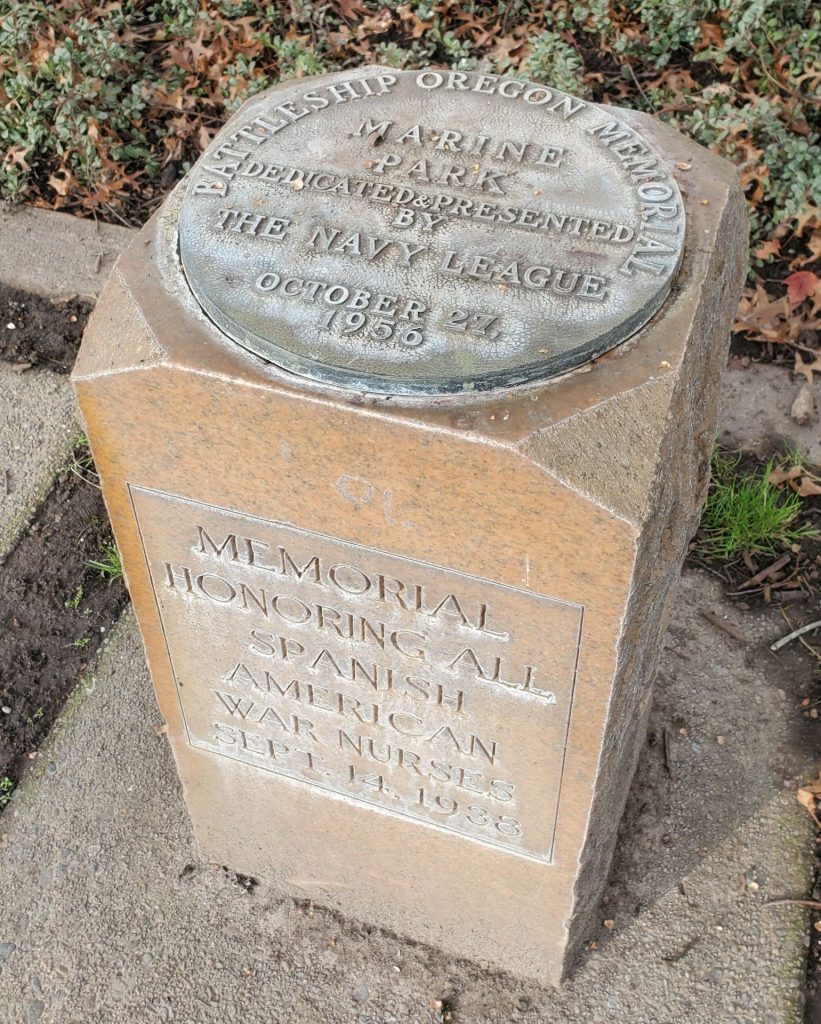 BATTLESHIP OREGON MEMORIAL
MARINE
PARK
DEDICATED & PRESENTED
BY
THE NAVY LEAGUE
OCTOBER 27,
1956
MEMORIAL
HONORING ALL
SPANISH
AMERICAN
WAR NURSES
SEPT. 14, 1938